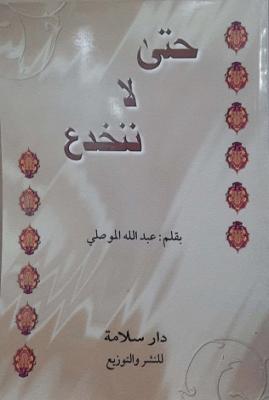 حتى
لا
ننخدع
بقلم: عبد الله الموصلي
دار سلامة
للنشر والتوزيع